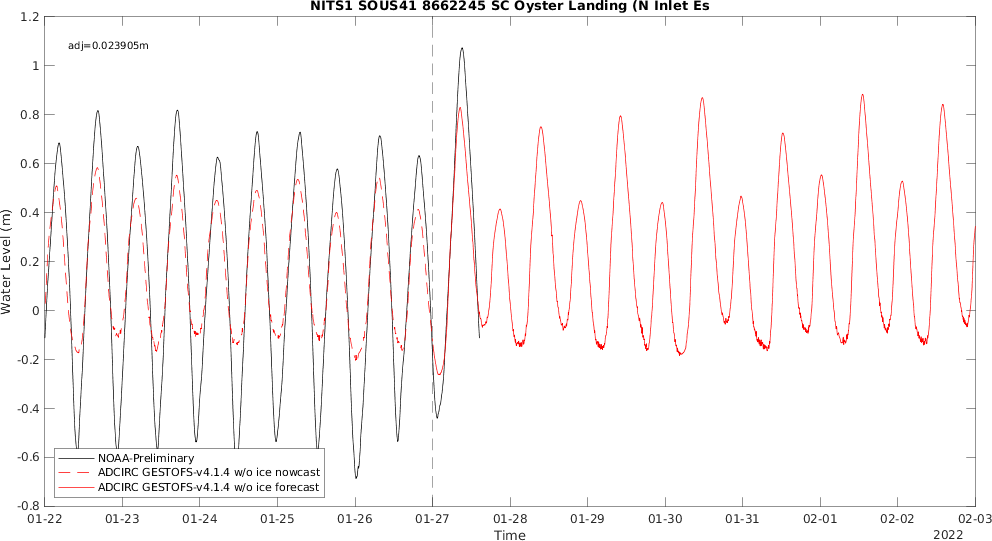 NITS1 SOUS41 8662245 SC Oyster Landing (N Inlet Es
adj=0.023905m
Water Level (m)
1.2
1
0.8
0.6
0.4
0.2
0
-0.2
-0.4
-0.6
-0.8
NOAA-Preliminary
ADCIRC GESTOFS-v4.1.4 w/o ice nowcast
ADCIRC GESTOFS-v4.1.4 w/o ice forecast
01-22 01-23 01-24 01-25 01-26 01-27 01-28 01-29 01-30 01-31 02-01 02-02 02-03
Time
2022